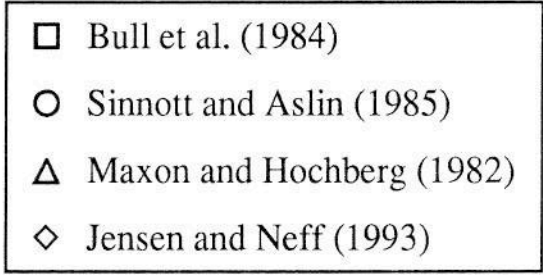 Bull et al. (1984)
Sinnott and Aslin (1985)
Maxon and Hochberg (1982)
Jensen and Neff (1993)